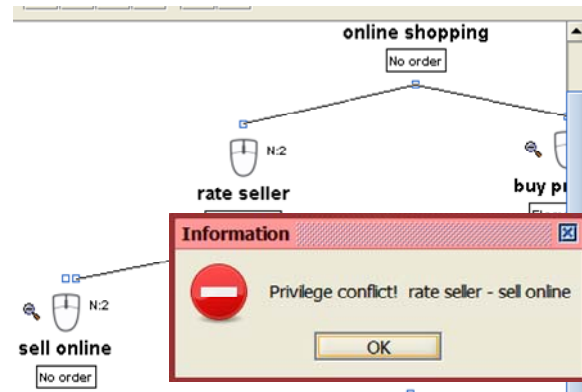 online shopping
No order
N:2
rate seller
buy
Information
Privilege conflict! rate seller - sell online
OK
N:2
sell online
No order